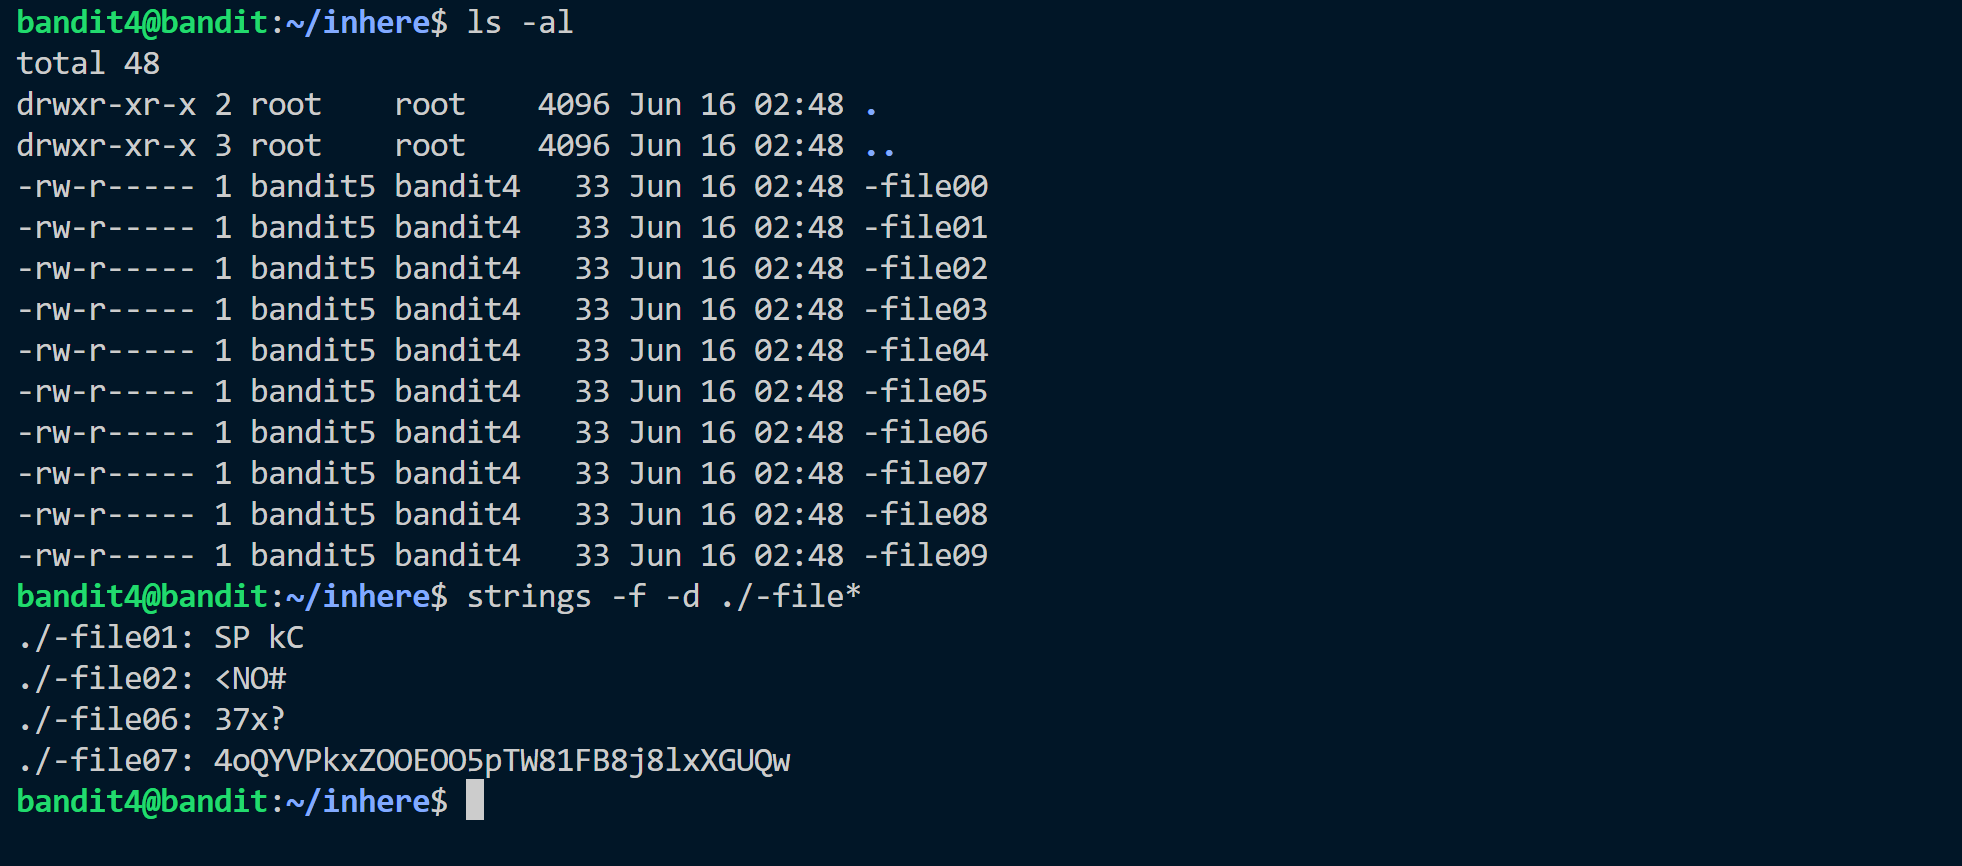 bandit4@bandit:~/inhere$ ls -al
total 48
drwxr-xr-x 2 root    root    4096 Jun 16 02:48 .
drwxr-xr-x 3 root    root    4096 Jun 16 02:48 ..
-rw-r----- 1 bandit5 bandit4   33 Jun 16 02:48 -file00
-rw-r----- 1 bandit5 bandit4   33 Jun 16 02:48 -file01
-rw-r----- 1 bandit5 bandit4   33 Jun 16 02:48 -file02
-rw-r----- 1 bandit5 bandit4   33 Jun 16 02:48 -file03
-rw-r----- 1 bandit5 bandit4   33 Jun 16 02:48 -file04
-rw-r----- 1 bandit5 bandit4   33 Jun 16 02:48 -file05
-rw-r----- 1 bandit5 bandit4   33 Jun 16 02:48 -file06
-rw-r----- 1 bandit5 bandit4   33 Jun 16 02:48 -file07
-rw-r----- 1 bandit5 bandit4   33 Jun 16 02:48 -file08
-rw-r----- 1 bandit5 bandit4   33 Jun 16 02:48 -file09
bandit4@bandit:~/inhere$ strings -f -d ./-file*
./-file01: SP kC
./-file02: <NO#
./-file06: 37x?
./-file07: 4oQYVPkxZOOEOO5pTW81FB8j8lxXGUQw
bandit4@bandit:~/inhere$